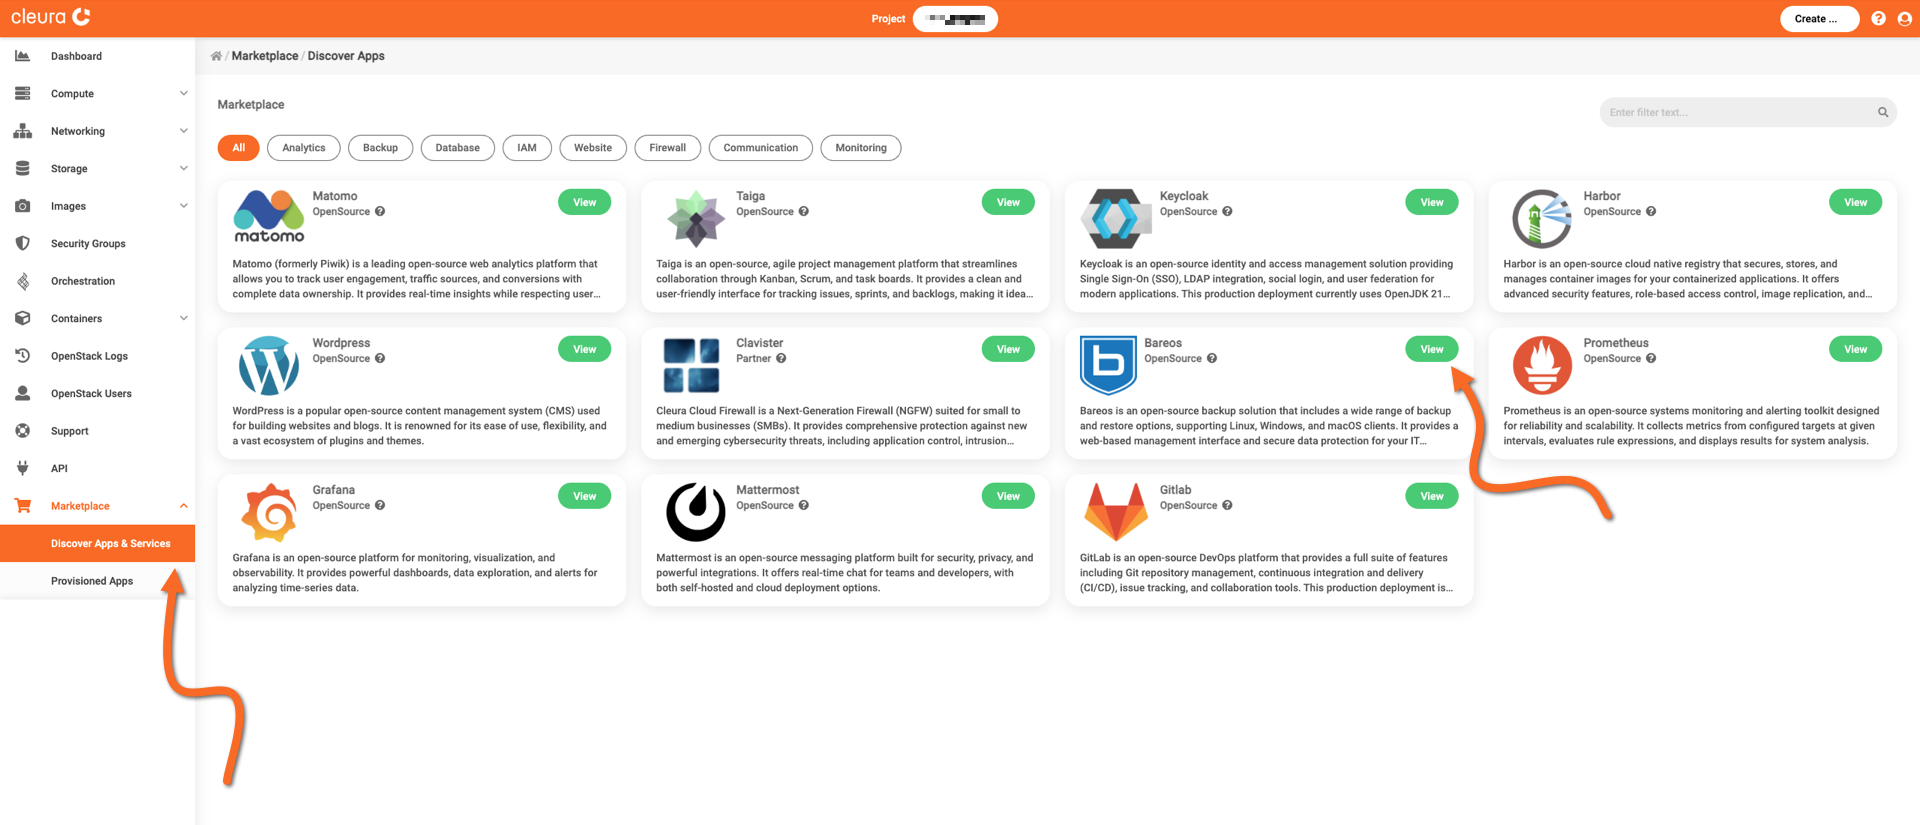 cleura
Project
Create ...
Dashboard
Compute
Networking
Storage
Images
Security Groups
Orchestration
Containers
OpenStack Logs
OpenStack Users
Support
API
Marketplace
Discover Apps & Services
Provisioned Apps
/ Marketplace / Discover Apps
Marketplace
Enter filter text...
All
Analytics
Backup
Database
IAM
Website
Firewall
Communication
Monitoring
matomo
Matomo
OpenSource
View
Matomo (formerly Piwik) is a leading open-source web analytics platform that
allows you to track user engagement, traffic sources, and conversions with
complete data ownership. It provides real-time insights while respecting user...
Taiga
OpenSource
View
Taiga is an open-source, agile project management platform that streamlines
collaboration through Kanban, Scrum, and task boards. It provides a clean and
user-friendly interface for tracking issues, sprints, and backlogs, making it idea...
Keycloak
OpenSource
View
Keycloak is an open-source identity and access management solution providing
Single Sign-On (SSO), LDAP integration, social login, and user federation for
modern applications. This production deployment currently uses OpenJDK 21...
Harbor
OpenSource
View
Harbor is an open-source cloud native registry that secures, stores, and
manages container images for your containerized applications. It offers
advanced security features, role-based access control, image replication, and...
Wordpress
OpenSource
View
WordPress is a popular open-source content management system (CMS) used
for building websites and blogs. It is renowned for its ease of use, flexibility, and
a vast ecosystem of plugins and themes.
Clavister
Partner
View
Cleura Cloud Firewall is a Next-Generation Firewall (NGFW) suited for small to
medium businesses (SMBs). It provides comprehensive protection against new
and emerging cybersecurity threats, including application control, intrusion...
Bareos
OpenSource
View
Bareos is an open-source backup solution that includes a wide range of backup
and restore options, supporting Linux, Windows, and macOS clients. It provides a
web-based management interface and secure data protection for your IT...
Prometheus
OpenSource
View
Prometheus is an open-source systems monitoring and alerting toolkit designed
for reliability and scalability. It collects metrics from configured targets at given
intervals, evaluates rule expressions, and displays results for system analysis.
Grafana
OpenSource
View
Grafana is an open-source platform for monitoring, visualization, and
observability. It provides powerful dashboards, data exploration, and alerts for
analyzing time-series data.
Mattermost
OpenSource
View
Mattermost is an open-source messaging platform built for security, privacy, and
powerful integrations. It offers real-time chat for teams and developers, with
both self-hosted and cloud deployment options.
Gitlab
OpenSource
View
GitLab is an open-source DevOps platform that provides a full suite of features
including Git repository management, continuous integration and delivery
(CI/CD), issue tracking, and collaboration tools. This production deployment is...